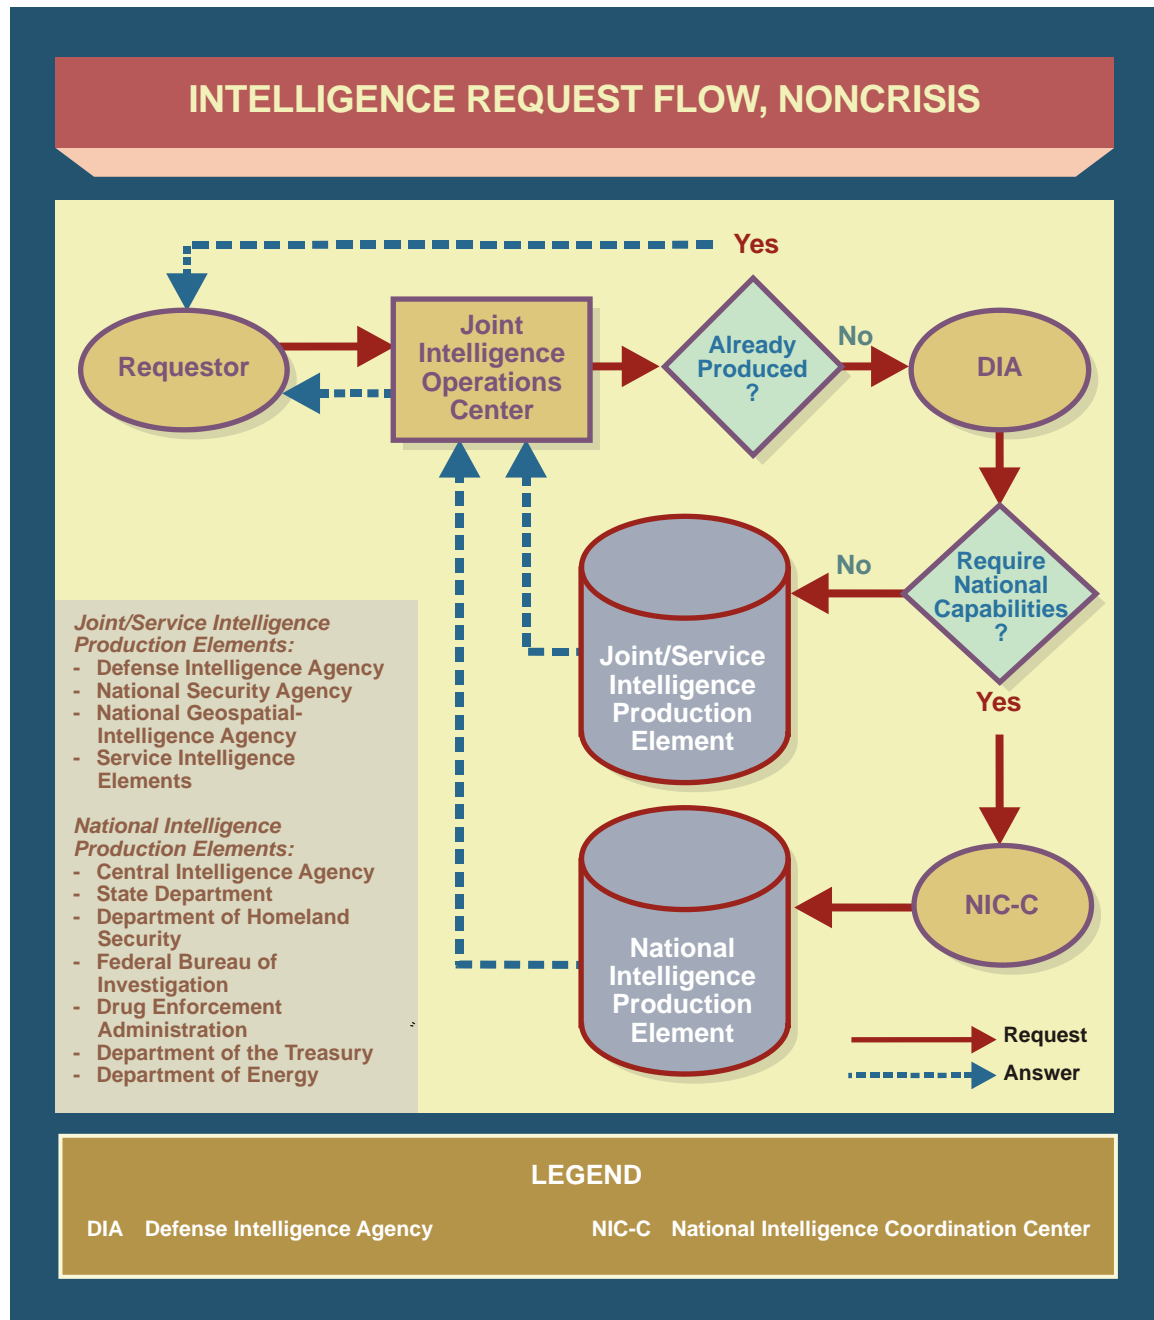 INTELLIGENCE REQUEST FLOW, NONCRISIS
Yes
Requestor
Joint
Intelligence
Operations
Center
Already
Produced
?
No
DIA
Require
National
Capabilities
?
No
Yes
Joint/Service
Intelligence
Production
Element
NIC-C
National
Intelligence
Production
Element
Joint/Service Intelligence
Production Elements:
- Defense Intelligence Agency
- National Security Agency
- National Geospatial-
Intelligence Agency
- Service Intelligence
Elements
National Intelligence
Production Elements:
- Central Intelligence Agency
- State Department
- Department of Homeland
Security
- Federal Bureau of
Investigation
- Drug Enforcement
Administration
- Department of the Treasury
- Department of Energy
Request
Answer
LEGEND
DIA Defense Intelligence Agency
NIC-C National Intelligence Coordination Center